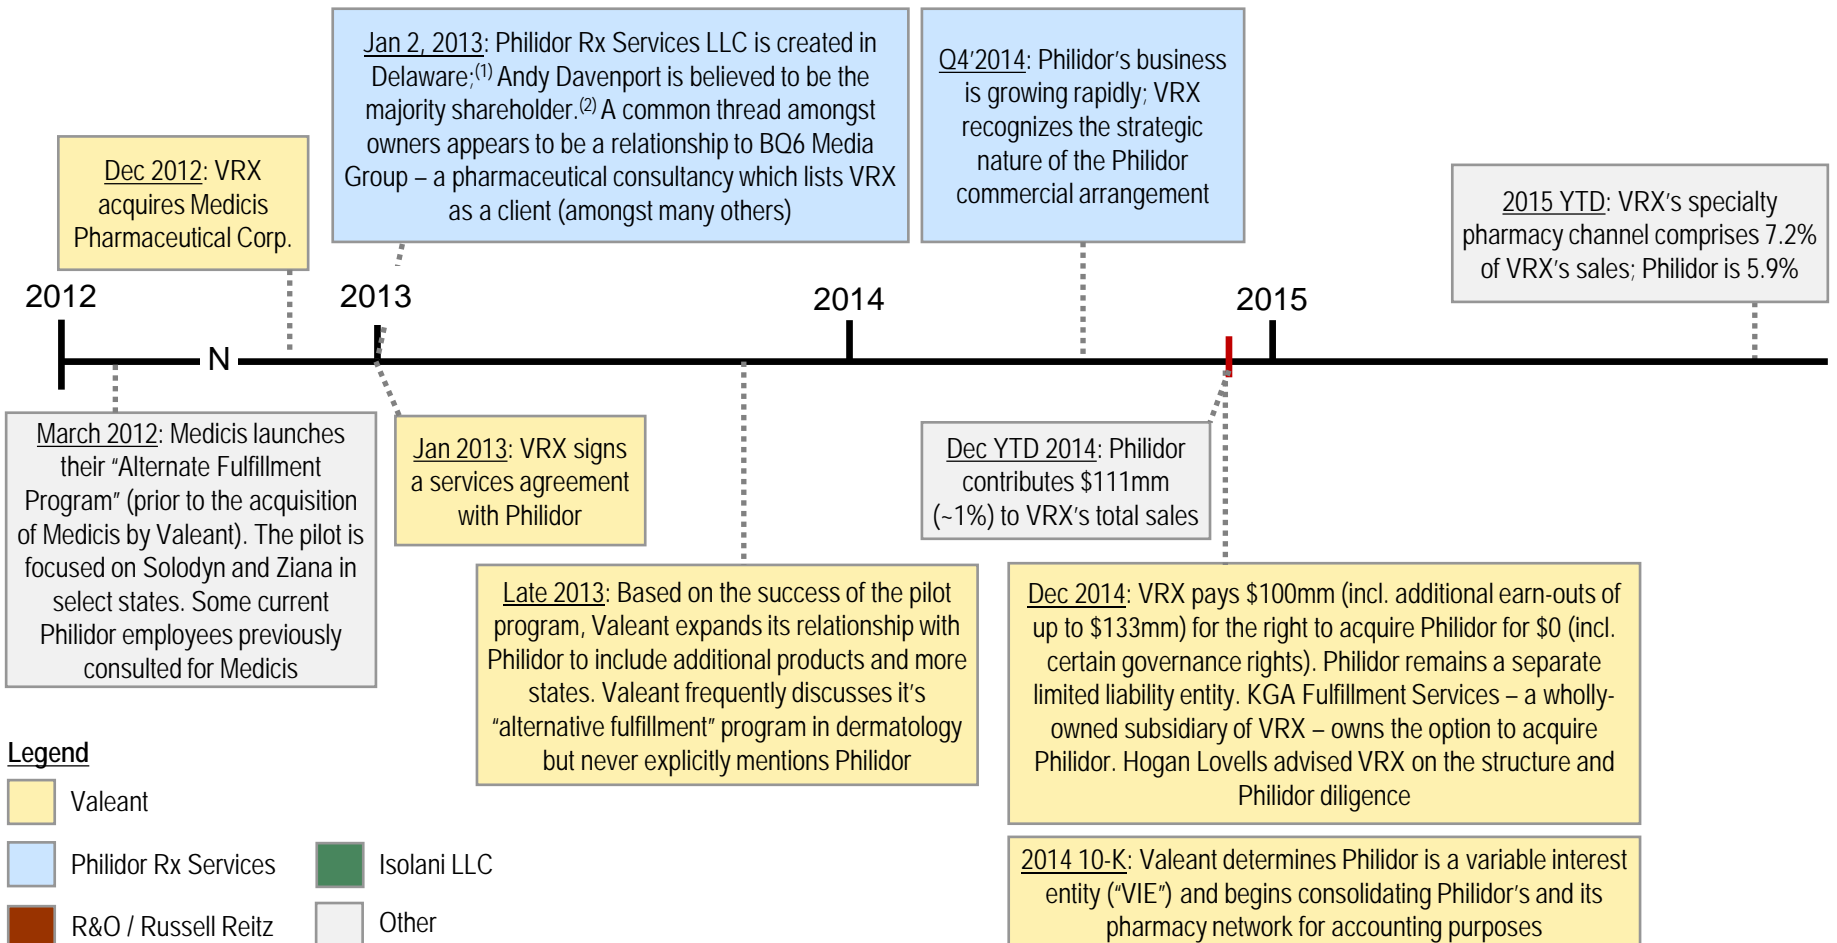 Jan 2, 2013: Philidor Rx Services LLC is created in
Delaware;(1) Andy Davenport is believed to be the
majority shareholder.(2) A common thread amongst
owners appears to be a relationship to BQ6 Media
Group – a pharmaceutical consultancy which lists VRX
as a client (amongst many others)
Q4'2014: Philidor's business
is growing rapidly; VRX
recognizes the strategic
nature of the Philidor
commercial arrangement
Dec 2012: VRX
acquires Medicis
Pharmaceutical Corp.
2015 YTD: VRX's specialty
pharmacy channel comprises 7.2%
of VRX's sales; Philidor is 5.9%
2012
2013
2014
2015
N
March 2012: Medicis launches
their "Alternate Fulfillment
Program" (prior to the acquisition
of Medicis by Valeant). The pilot is
focused on Solodyn and Ziana in
select states. Some current
Philidor employees previously
consulted for Medicis
Jan 2013: VRX signs
a services agreement
with Philidor
Dec YTD 2014: Philidor
contributes $111mm
(~1%) to VRX's total sales
Late 2013: Based on the success of the pilot
program, Valeant expands its relationship with
Philidor to include additional products and more
states. Valeant frequently discusses it's
"alternative fulfillment" program in dermatology
but never explicitly mentions Philidor
Dec 2014: VRX pays $100mm (incl. additional earn-outs of
up to $133mm) for the right to acquire Philidor for $0 (incl.
certain governance rights). Philidor remains a separate
limited liability entity. KGA Fulfillment Services – a wholly-
owned subsidiary of VRX – owns the option to acquire
Philidor. Hogan Lovells advised VRX on the structure and
Philidor diligence
2014 10-K: Valeant determines Philidor is a variable interest
entity ("VIE") and begins consolidating Philidor's and its
pharmacy network for accounting purposes
Legend
Valeant
Philidor Rx Services
Isolani LLC
R&O / Russell Reitz
Other